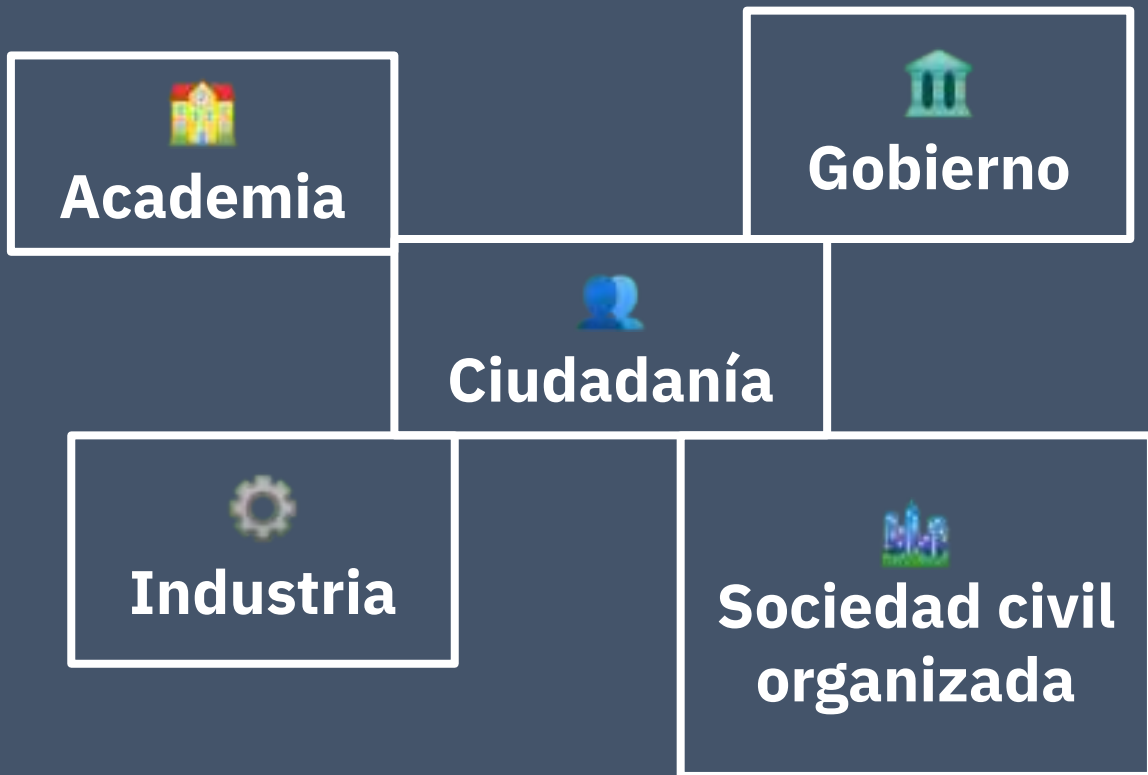 Academia
Gobierno
Ciudadanía
Industria
Sociedad civil
organizada